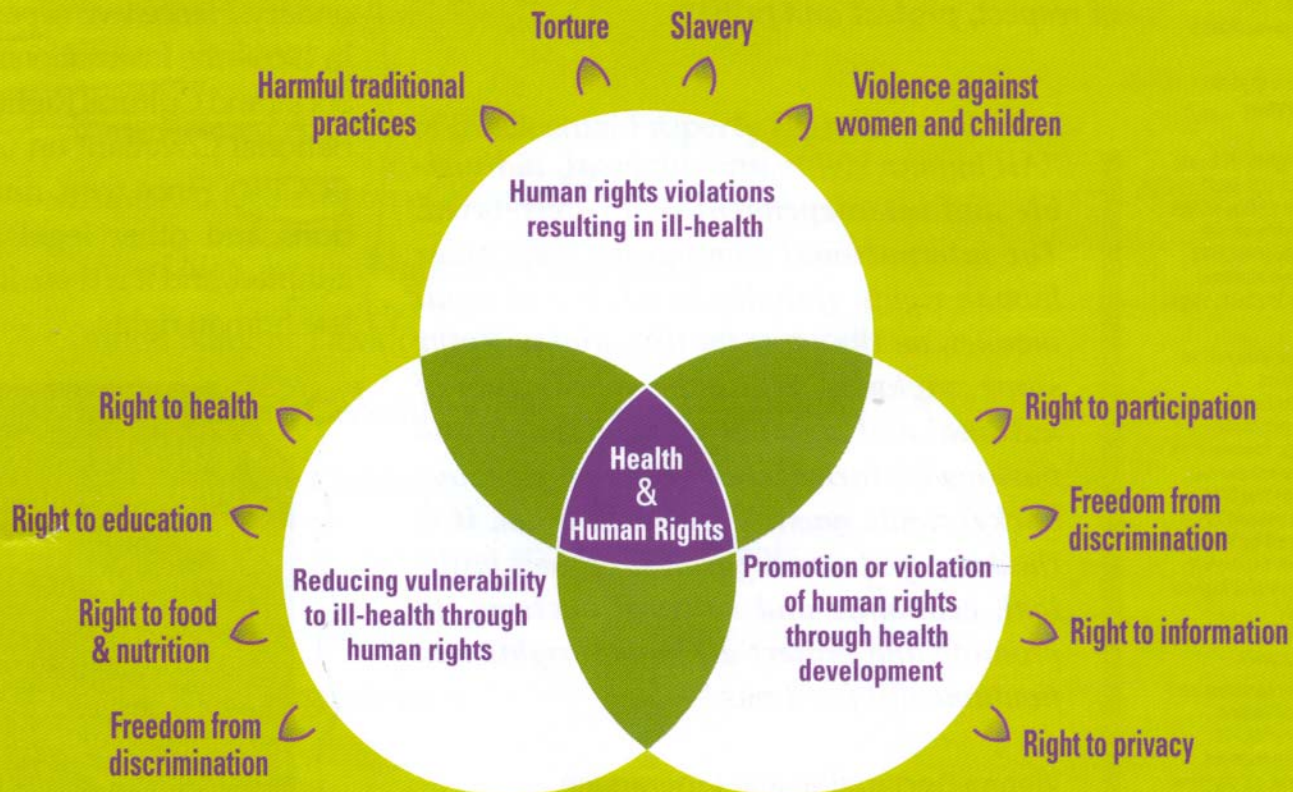 Torture
Slavery
Harmful traditional
practices
Violence against
women and children
Human rights violations
resulting in ill-health
Right to health
Right to education
Right to food
& nutrition
Freedom from
discrimination
Health
&
Human Rights
Reducing vulnerability
to ill-health through
human rights
Promotion or violation
of human rights
through health
development
Right to participation
Freedom from
discrimination
Right to information
Right to privacy